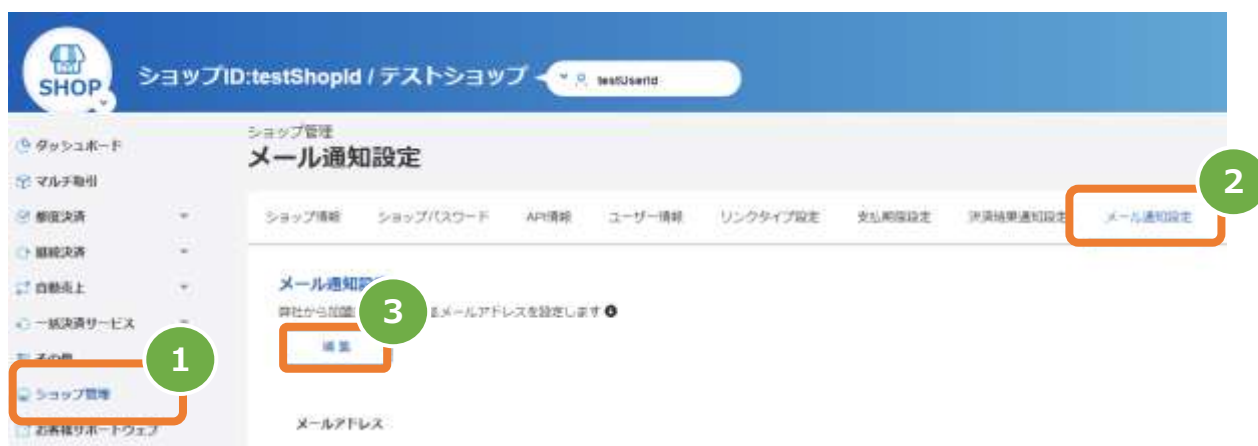 SHOP
ショップID:testShopId / テストショップ
testUserId
ダッシュボード
マルチ取引
都度決済
継続決済
自動売上
一括決済サービス
その他
ショップ管理
お客様サポートウェブ
ショップ管理
メール通知設定
ショップ情報 ショップパスワード API情報 ユーザー情報 リンクタイプ設定 支払期限設定 決済結果通知設定 メール通知設定
2
メール通知
弊社から加盟 るメールアドレスを設定します
3
編集
1
メールアドレス